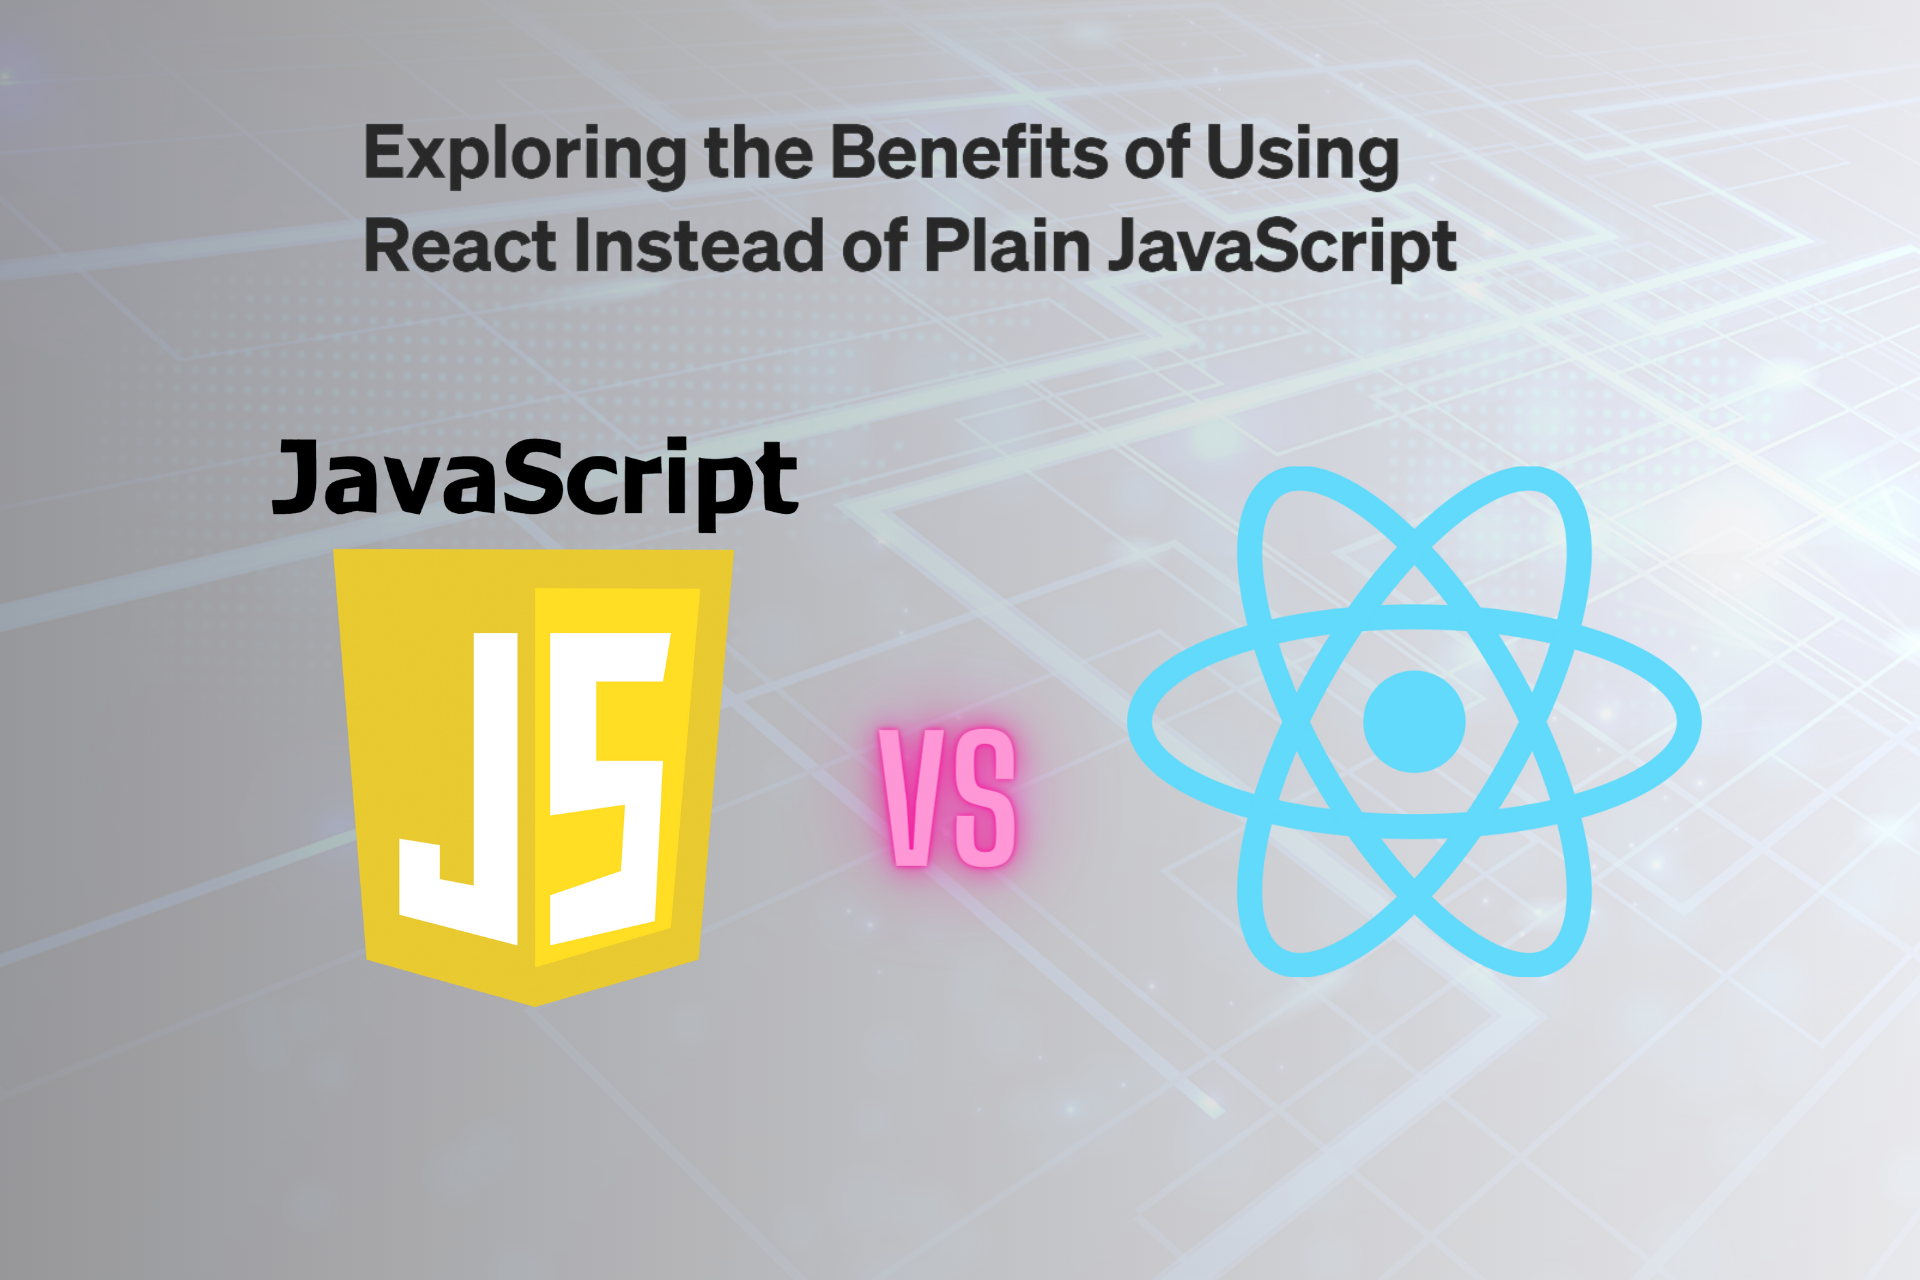 Exploring the Benefits of Using
React Instead of Plain JavaScript
JavaScript
JS
VS